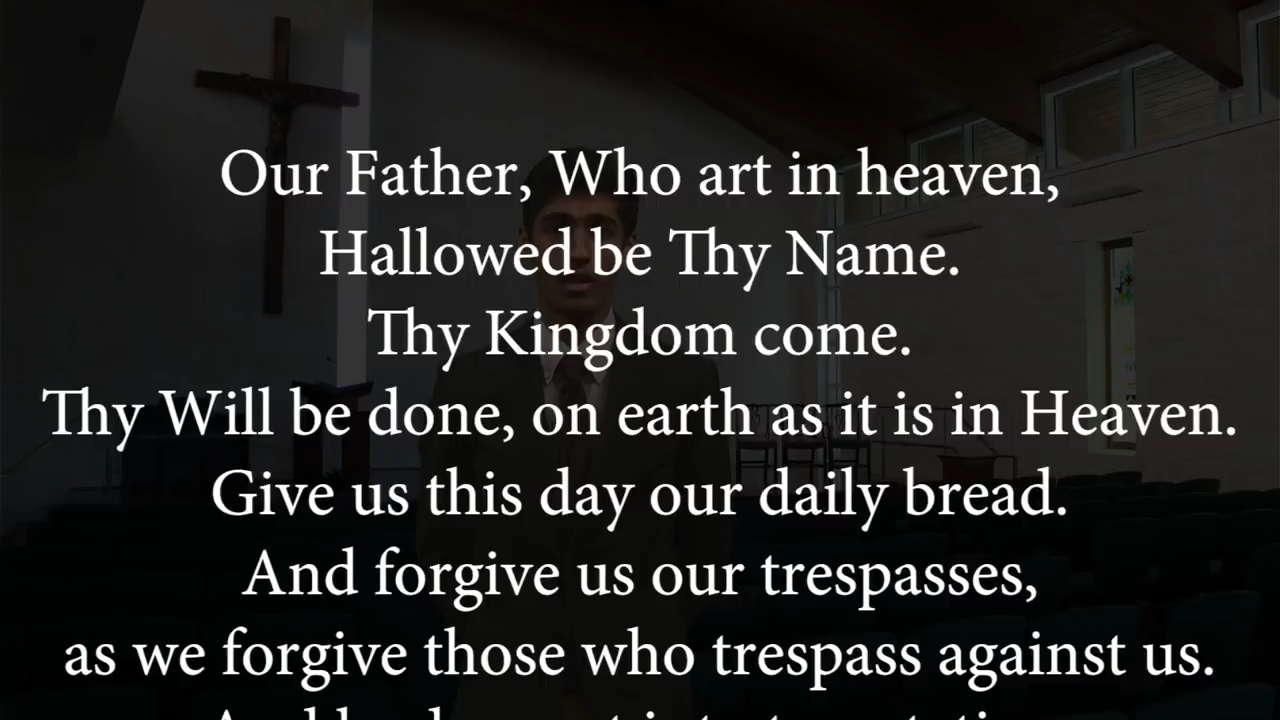 Our Father, Who art in heaven,
Hallowed be Thy Name.
Thy Kingdom come.
Thy Will be done, on earth as it is in Heaven.
Give us this day our daily bread.
And forgive us our trespasses,
as we forgive those who trespass against us.